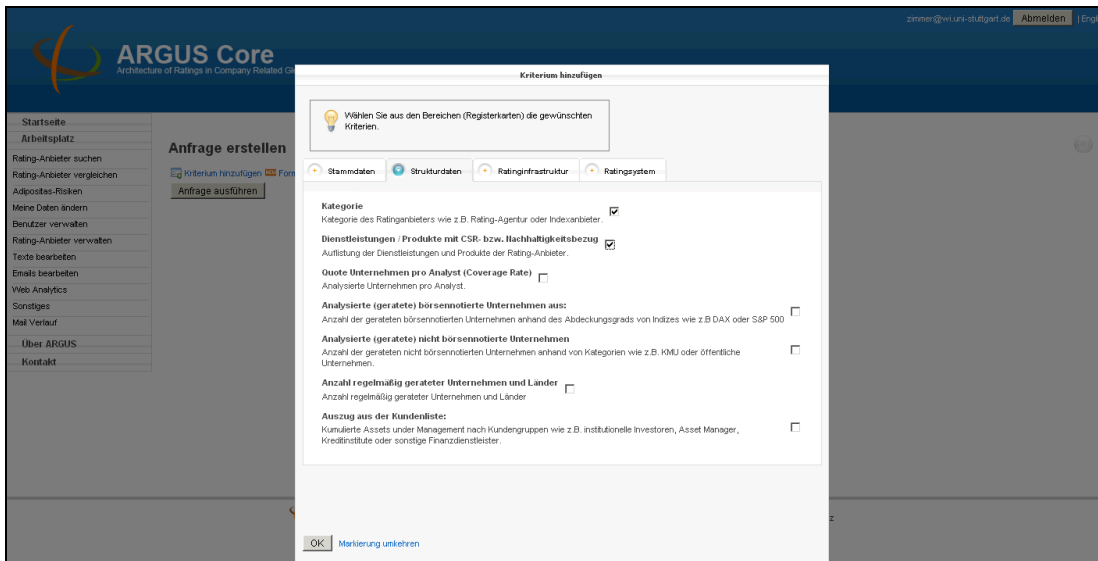 zimmer@wi.uni-stuttgart.de Abmelden | Engl
ARGUS Core
Architecture of Ratings in Company Related Gl
Startseite
Arbeitsplatz
Rating-Anbieter suchen
Rating-Anbieter vergleichen
Adipositas-Risiken
Meine Daten ändern
Benutzer verwalten
Rating-Anbieter verwalten
Texte bearbeiten
Emails bearbeiten
Web Analytics
Sonstiges
Mail Verlauf
Über ARGUS
Kontakt
Anfrage erstellen
Kriterium hinzufügen Form
Anfrage ausführen
Kriterium hinzufügen
Wählen Sie aus den Bereichen (Registerkarten) die gewünschten
Kriterien.
Stammdaten Strukturdaten Ratinginfrastruktur Ratingsystem
Kategorie
Kategorie des Ratinganbieters wie z.B. Rating-Agentur oder Indexanbieter.
Dienstleistungen / Produkte mit CSR- bzw. Nachhaltigkeitsbezug
Auflistung der Dienstleistungen und Produkte der Rating-Anbieter.
Quote Unternehmen pro Analyst (Coverage Rate)
Analysierte Unternehmen pro Analyst.
Analysierte (geratete) börsennotierte Unternehmen aus:
Anzahl der gerateten börsennotierten Unternehmen anhand des Abdeckungsgrads von Indizes wie z.B DAX oder S&P 500
Analysierte (geratete) nicht börsennotierte Unternehmen
Anzahl der gerateten nicht börsennotierten Unternehmen anhand von Kategorien wie z.B. KMU oder öffentliche
Unternehmen.
Anzahl regelmäßig gerateter Unternehmen und Länder
Anzahl regelmäßig gerateter Unternehmen und Länder
Auszug aus der Kundenliste:
Kumulierte Assets under Management nach Kundengruppen wie z.B. institutionelle Investoren, Asset Manager,
Kreditinstitute oder sonstige Finanzdienstleister.
OK Markierung umkehren
z